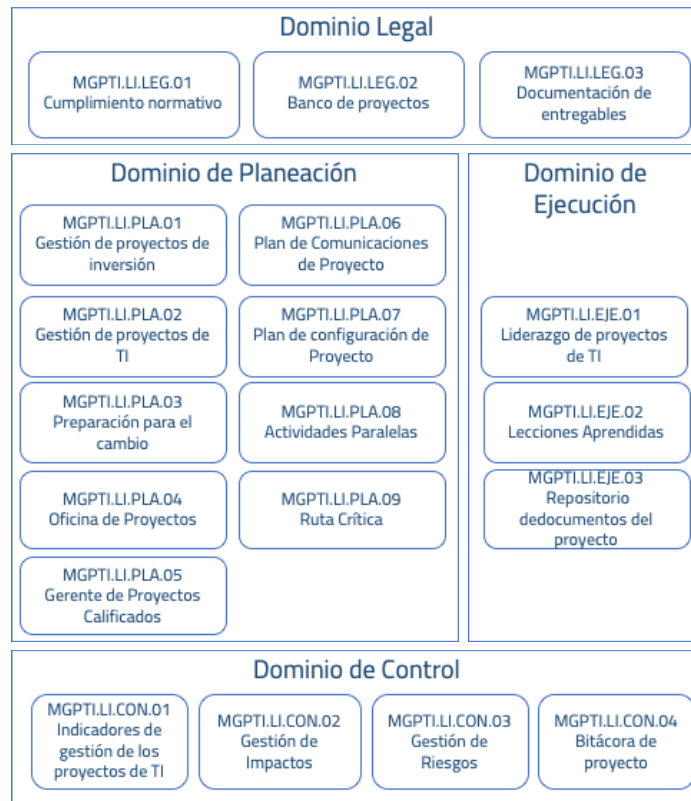 Dominio Legal
MGPTI.LI.LEG.01
Cumplimiento normativo
MGPTI.LI.LEG.02
Banco de proyectos
MGPTI.LI.LEG.03
Documentación de
entregables
Dominio de Planeación
MGPTI.LI.PLA.01
Gestión de proyectos de
inversión
MGPTI.LI.PLA.02
Gestión de proyectos de
TI
MGPTI.LI.PLA.03
Preparación para el
cambio
MGPTI.LI.PLA.04
Oficina de Proyectos
MGPTI.LI.PLA.05
Gerente de Proyectos
Calificados
MGPTI.LI.PLA.06
Plan de Comunicaciones
de Proyecto
MGPTI.LI.PLA.07
Plan de configuración de
Proyecto
MGPTI.LI.PLA.08
Actividades Paralelas
MGPTI.LI.PLA.09
Ruta Crítica
Dominio de
Ejecución
MGPTI.LI.EJE.01
Liderazgo de proyectos
de TI
MGPTI.LI.EJE.02
Lecciones Aprendidas
MGPTI.LI.EJE.03
Repositorio
dedocumentos del
proyecto
Dominio de Control
MGPTI.LI.CON.01
Indicadores de
gestión de los
proyectos de TI
MGPTI.LI.CON.02
Gestión de
Impactos
MGPTI.LI.CON.03
Gestión de
Riesgos
MGPTI.LI.CON.04
Bitácora de
proyecto